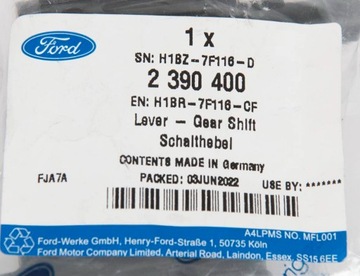 Ford
1 x
SN: H1BZ-7F116-D
2 390 400
EN: H1BR-7F116-CF
Lever - Gear Shift
Schalthebel
CONTENTS MADE IN Germany
FJA7A
PACKED: 03JUN2022
USE BY:*******
A4LPMS NO. MFL001
Ford-Werke GmbH, Henry-Ford-Straße 1, 50735 Köln
Ford Motor Company Limited, Arterial Road, Laindon, Essex, SS15 6EE